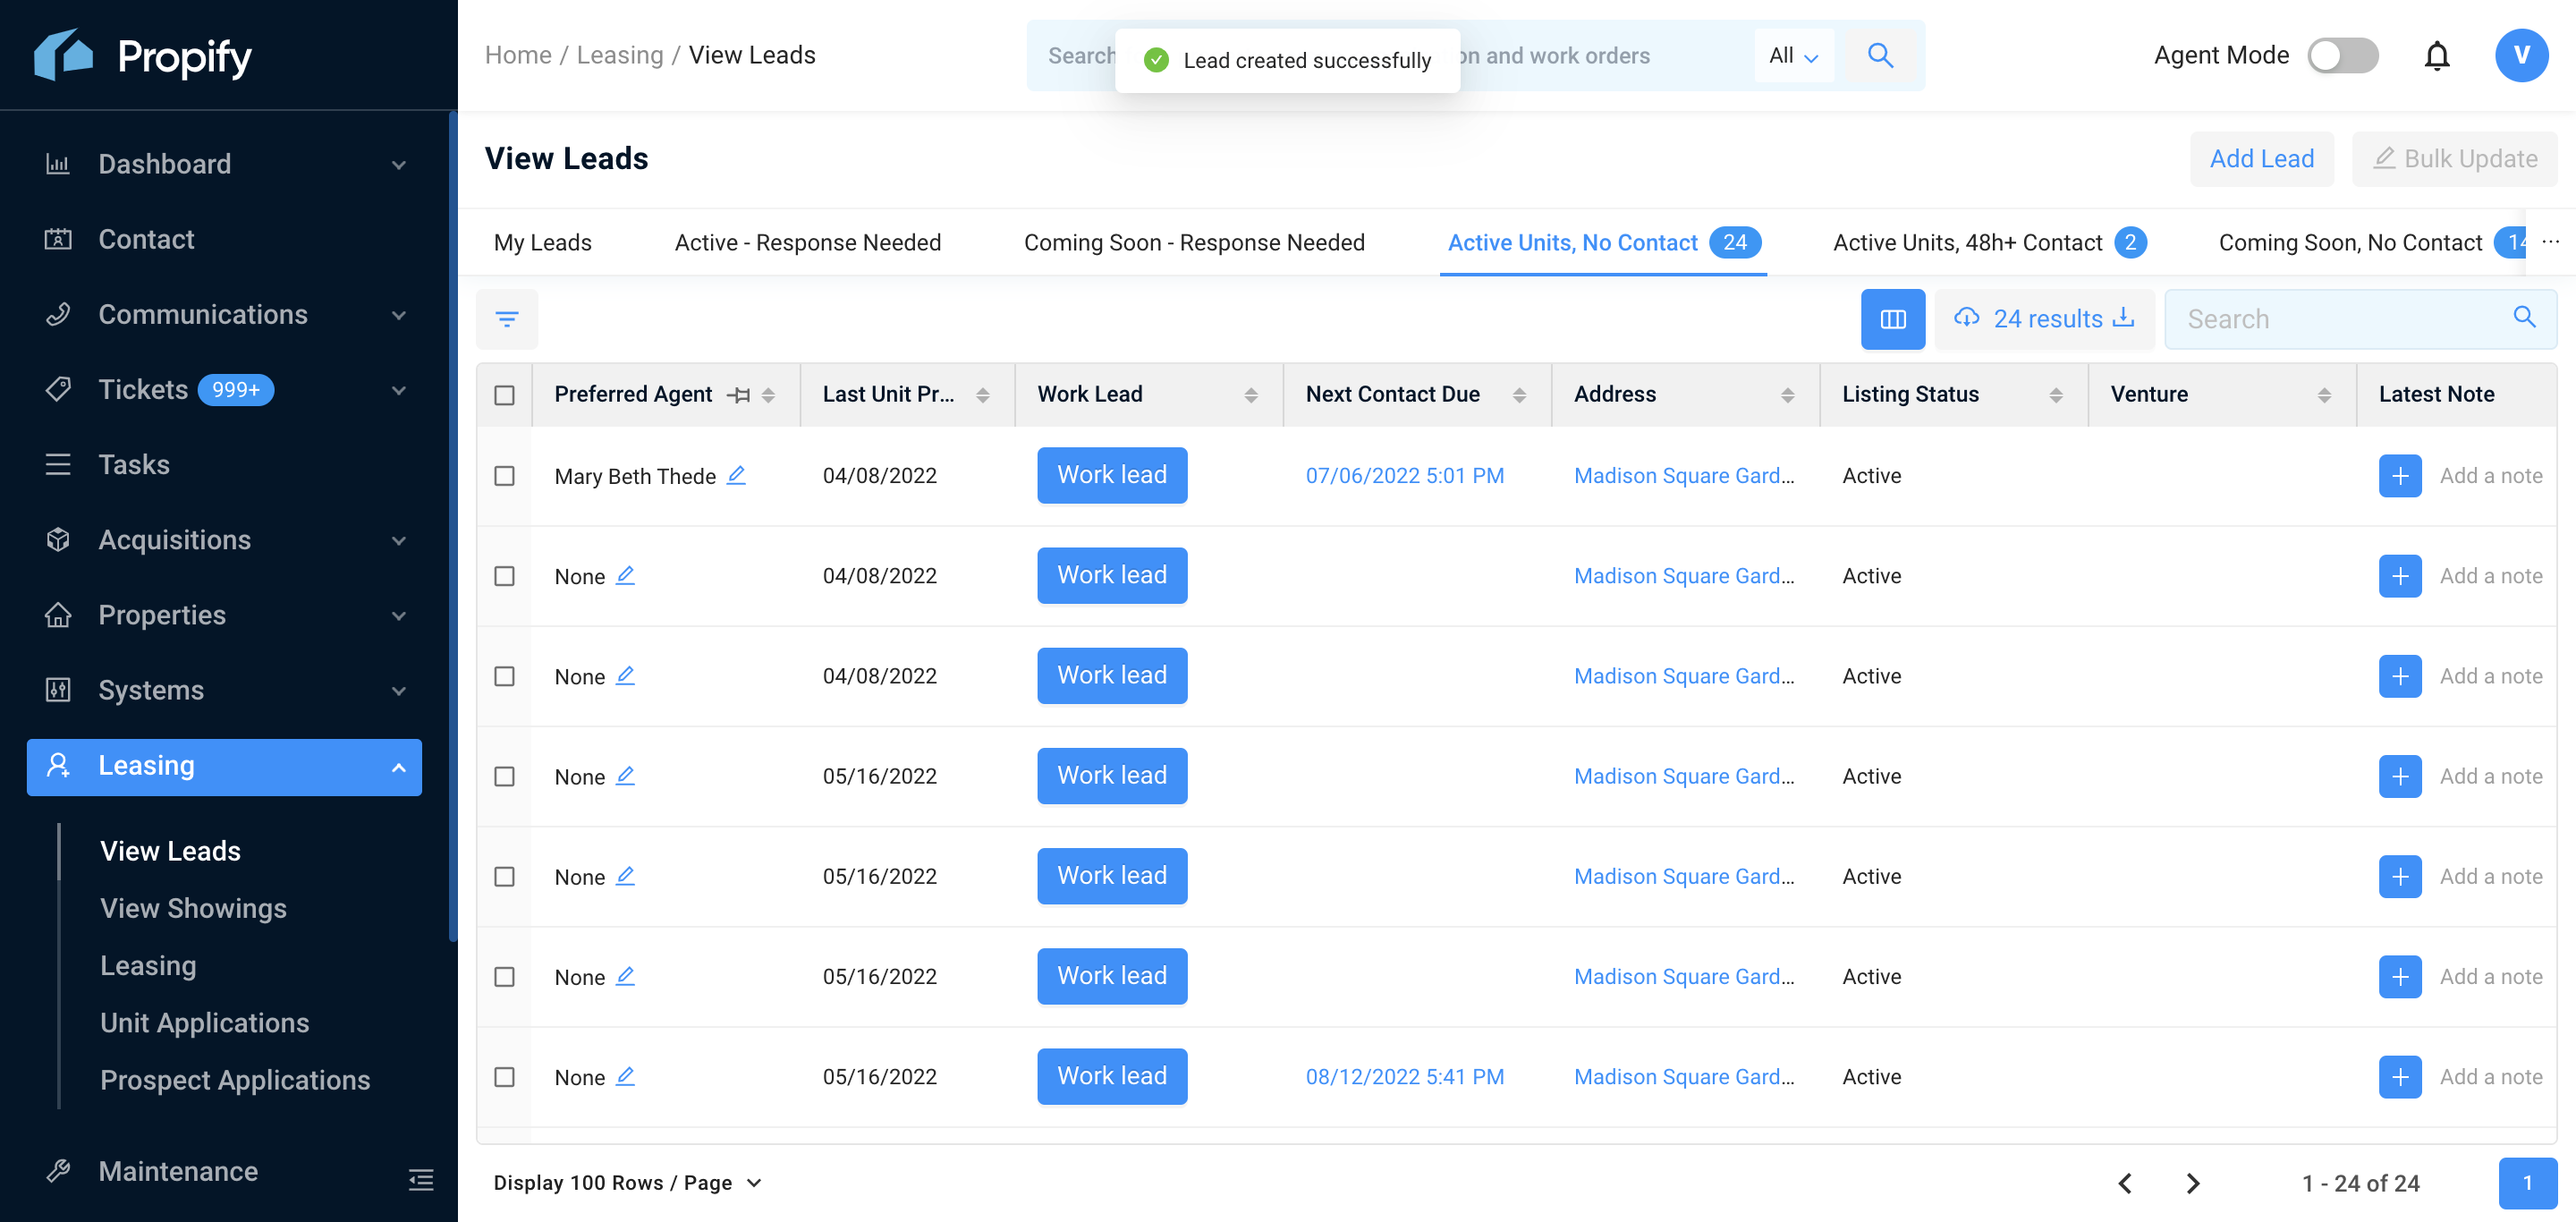 Propify
Home / Leasing / View Leads
Search
Lead created successfully
on and work orders
All
Agent Mode
V
Dashboard
Contact
Communications
Tickets 999+
Tasks
Acquisitions
Properties
Systems
Leasing
View Leads
View Showings
Leasing
Unit Applications
Prospect Applications
Maintenance
View Leads
Add Lead
Bulk Update
My Leads
Active - Response Needed
Coming Soon - Response Needed
Active Units, No Contact 24
Active Units, 48h+ Contact 2
Coming Soon, No Contact 14
24 results
Search
Preferred Agent Last Unit Pr... Work Lead Next Contact Due Address Listing Status Venture Latest Note
Mary Beth Thede 04/08/2022 Work lead 07/06/2022 5:01 PM Madison Square Gard... Active + Add a note
None 04/08/2022 Work lead Madison Square Gard... Active + Add a note
None 04/08/2022 Work lead Madison Square Gard... Active + Add a note
None 05/16/2022 Work lead Madison Square Gard... Active + Add a note
None 05/16/2022 Work lead Madison Square Gard... Active + Add a note
None 05/16/2022 Work lead Madison Square Gard... Active + Add a note
None 05/16/2022 Work lead 08/12/2022 5:41 PM Madison Square Gard... Active + Add a note
Display 100 Rows / Page
1 - 24 of 24
1